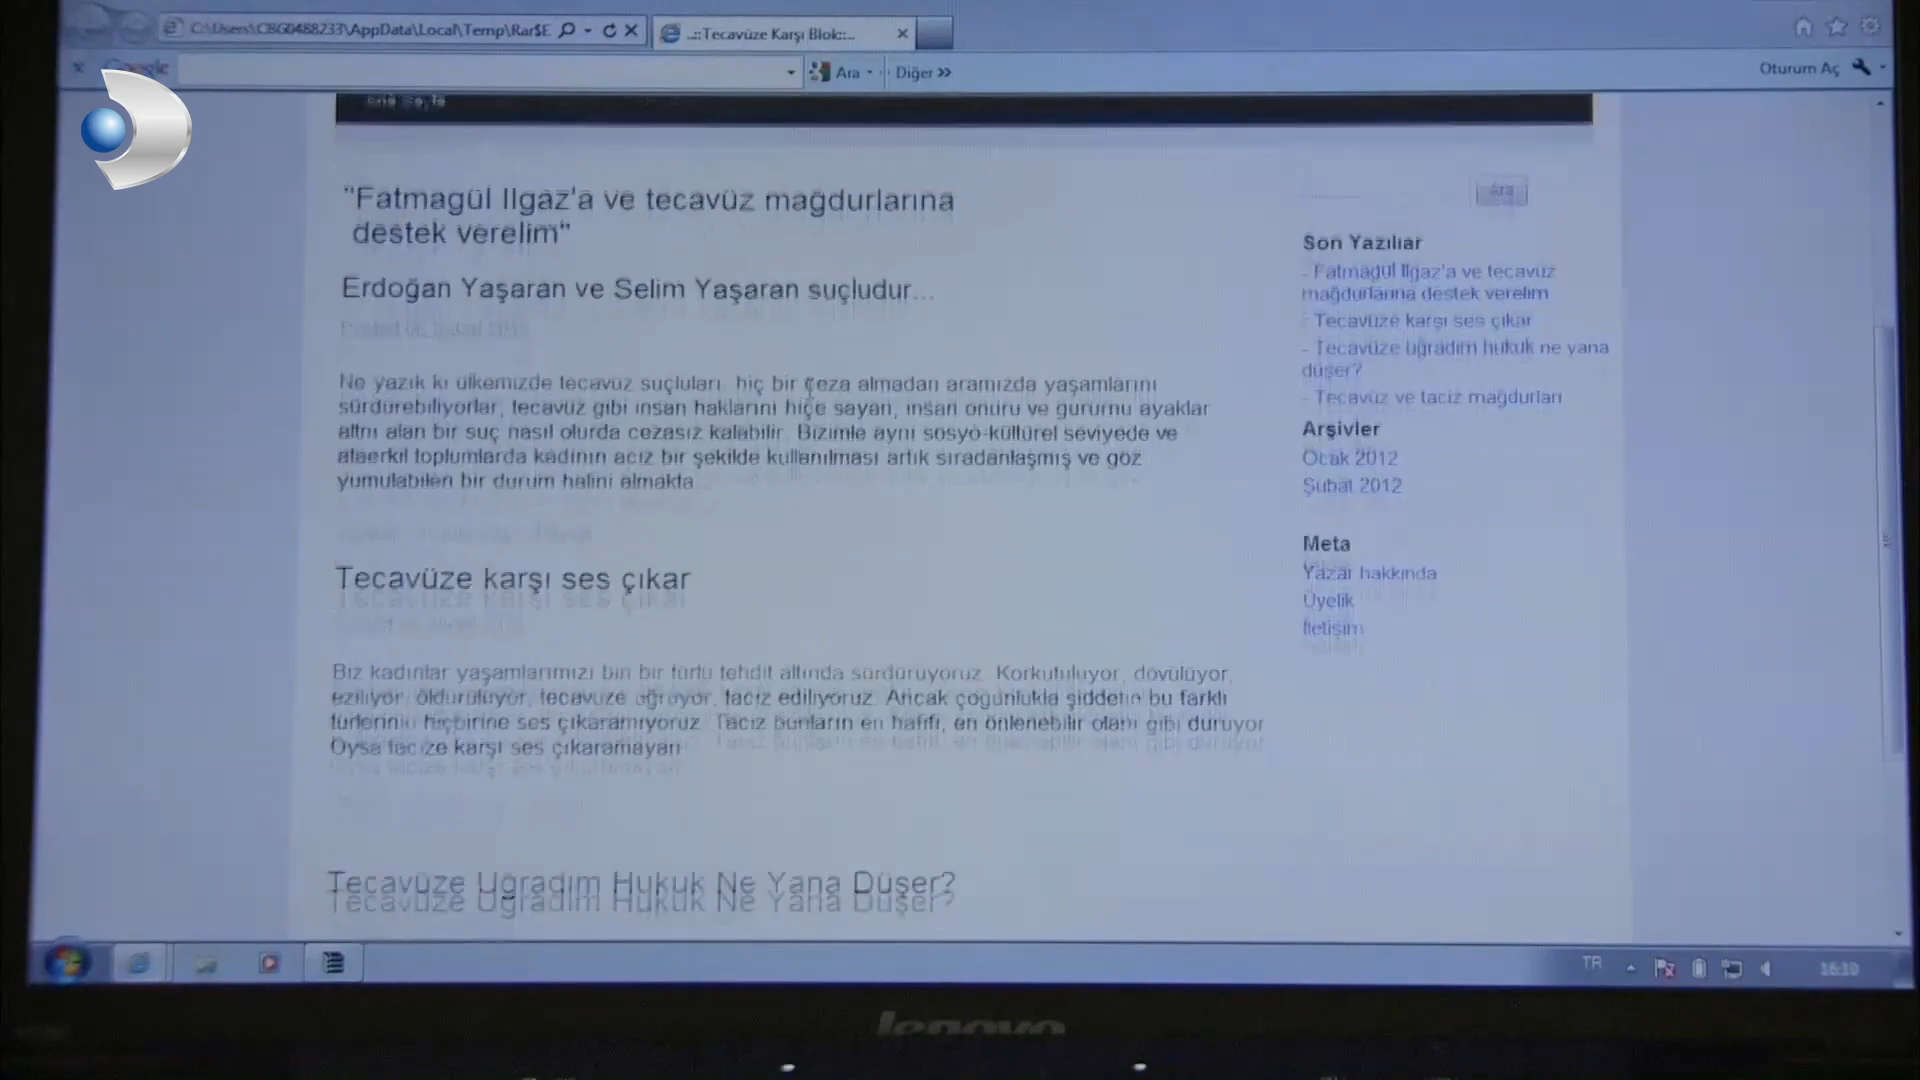 C:\Users\CBG0488233\AppData\Local\Temp\Rar$E
..::Tecavüze Karşı Blok::..
Google
Ara
Diğer
Oturum Aç
"Fatmagül Ilgaz'a ve tecavüz mağdurlarına
destek verelim"
Erdoğan Yaşaran ve Selim Yaşaran suçludur...
Ne yazık ki ülkemizde tecavüz suçluları, hiç bir ceza almadan aramızda yaşamlarını
sürdürebiliyorlar, tecavüz gibi insan haklarını hiçe sayan, insan onuru ve gururnu ayaklar
altnı alan bir suç nasıl olurda cezasız kalabilir. Bizimle aynı sosyo-kültürel seviyede ve
ataerkil toplumlarda kadının aciz bir şekilde kullanılması artık sıradanlaşmış ve göz
yumulabilen bir durum halini almakta...
Tecavüze karşı ses çıkar
Biz kadınlar yaşamlarımızı bin bir türlü tehdit altında sürdürüyoruz. Korkutuluyor, dövülüyor,
eziliyor, öldürülüyor, tecavüze uğruyor, taciz ediliyoruz. Ancak çoğunlukla şiddetin bu farklı
türlerinin hiçbirine ses çıkaramıyoruz. Taciz bunların en hafifi, en önlenebilir olanı gibi duruyor.
Oysa tacize karşı ses çıkaramayan
Tecavüze Uğradım Hukuk Ne Yana Düşer?
Ara
Son Yazılıar
- Fatmagül Ilgaz'a ve tecavüz
mağdurlarına destek verelim
- Tecavüze karşı ses çıkar
- Tecavüze uğradım hukuk ne yana
düşer?
- Tecavüz ve taciz mağdurları
Arşivler
Ocak 2012
Şubat 2012
Meta
Yazar hakkında
Üyelik
İletişim
TR
16:10
lenovo